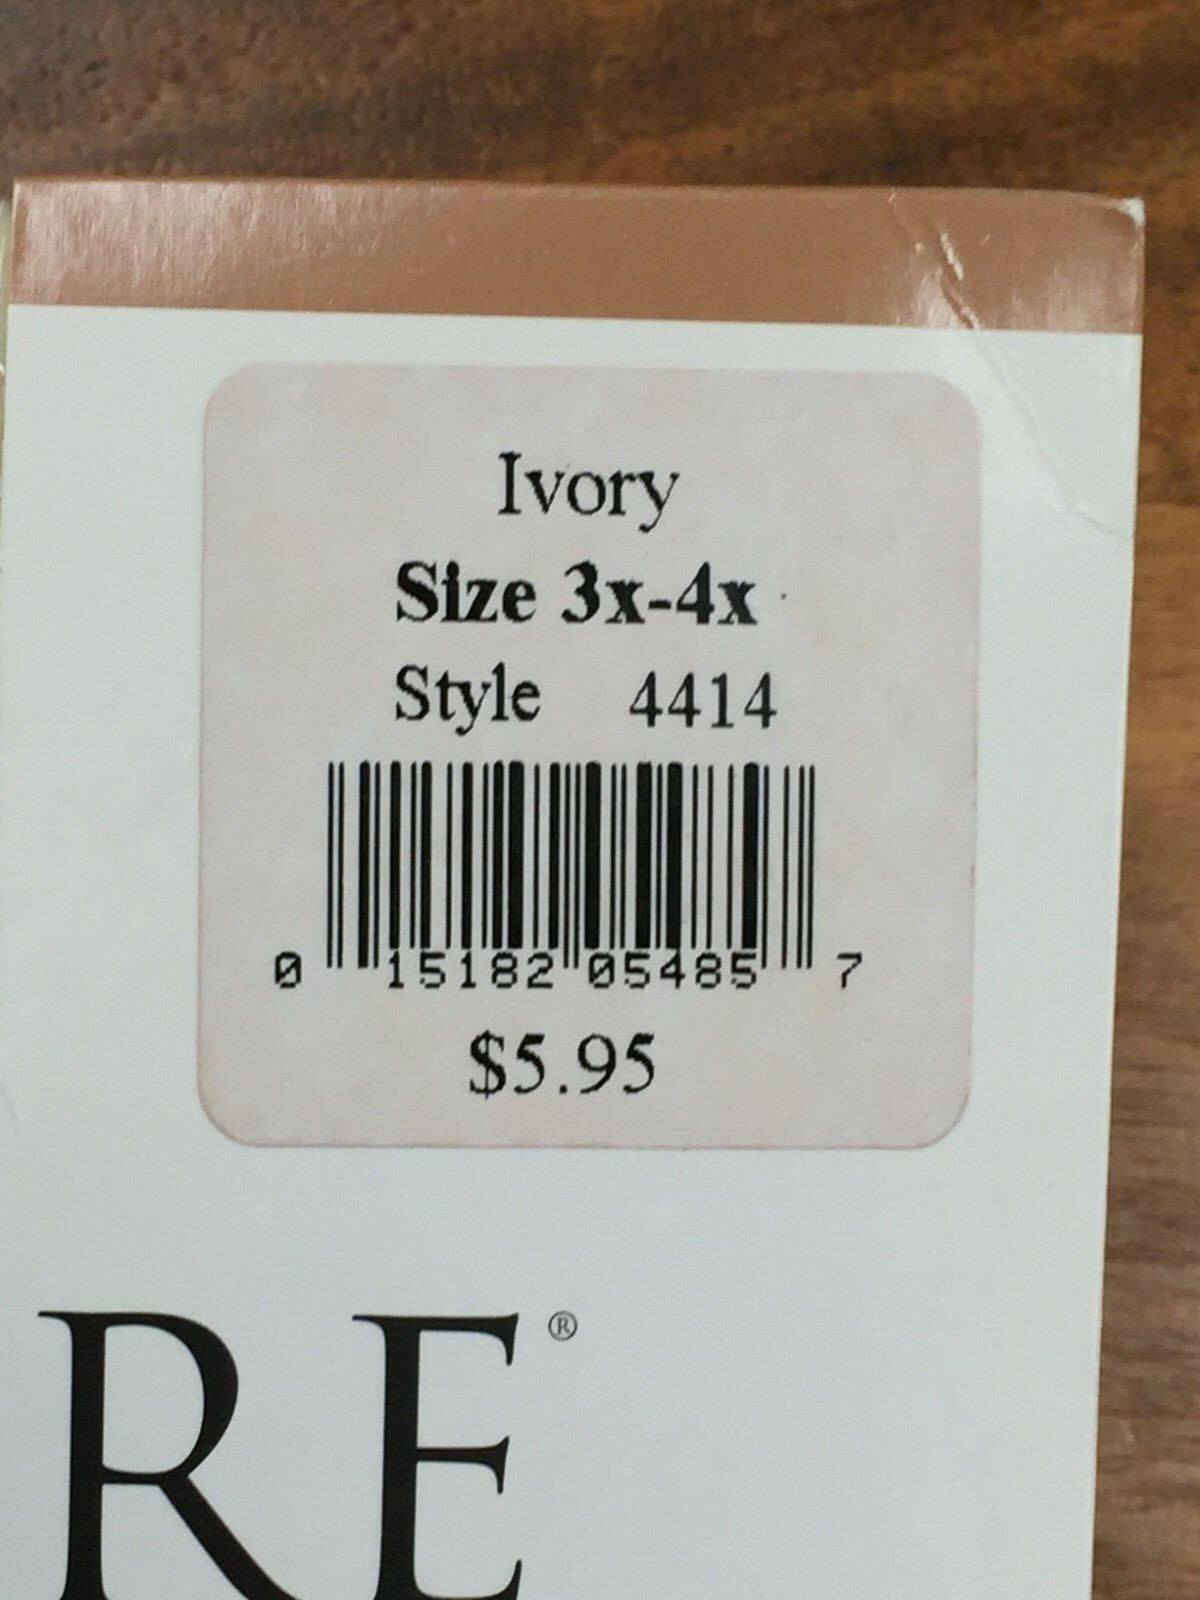 Ivory
Size 3x-4x
Style 4414
0 15182 05485 7
$5.95
RE®